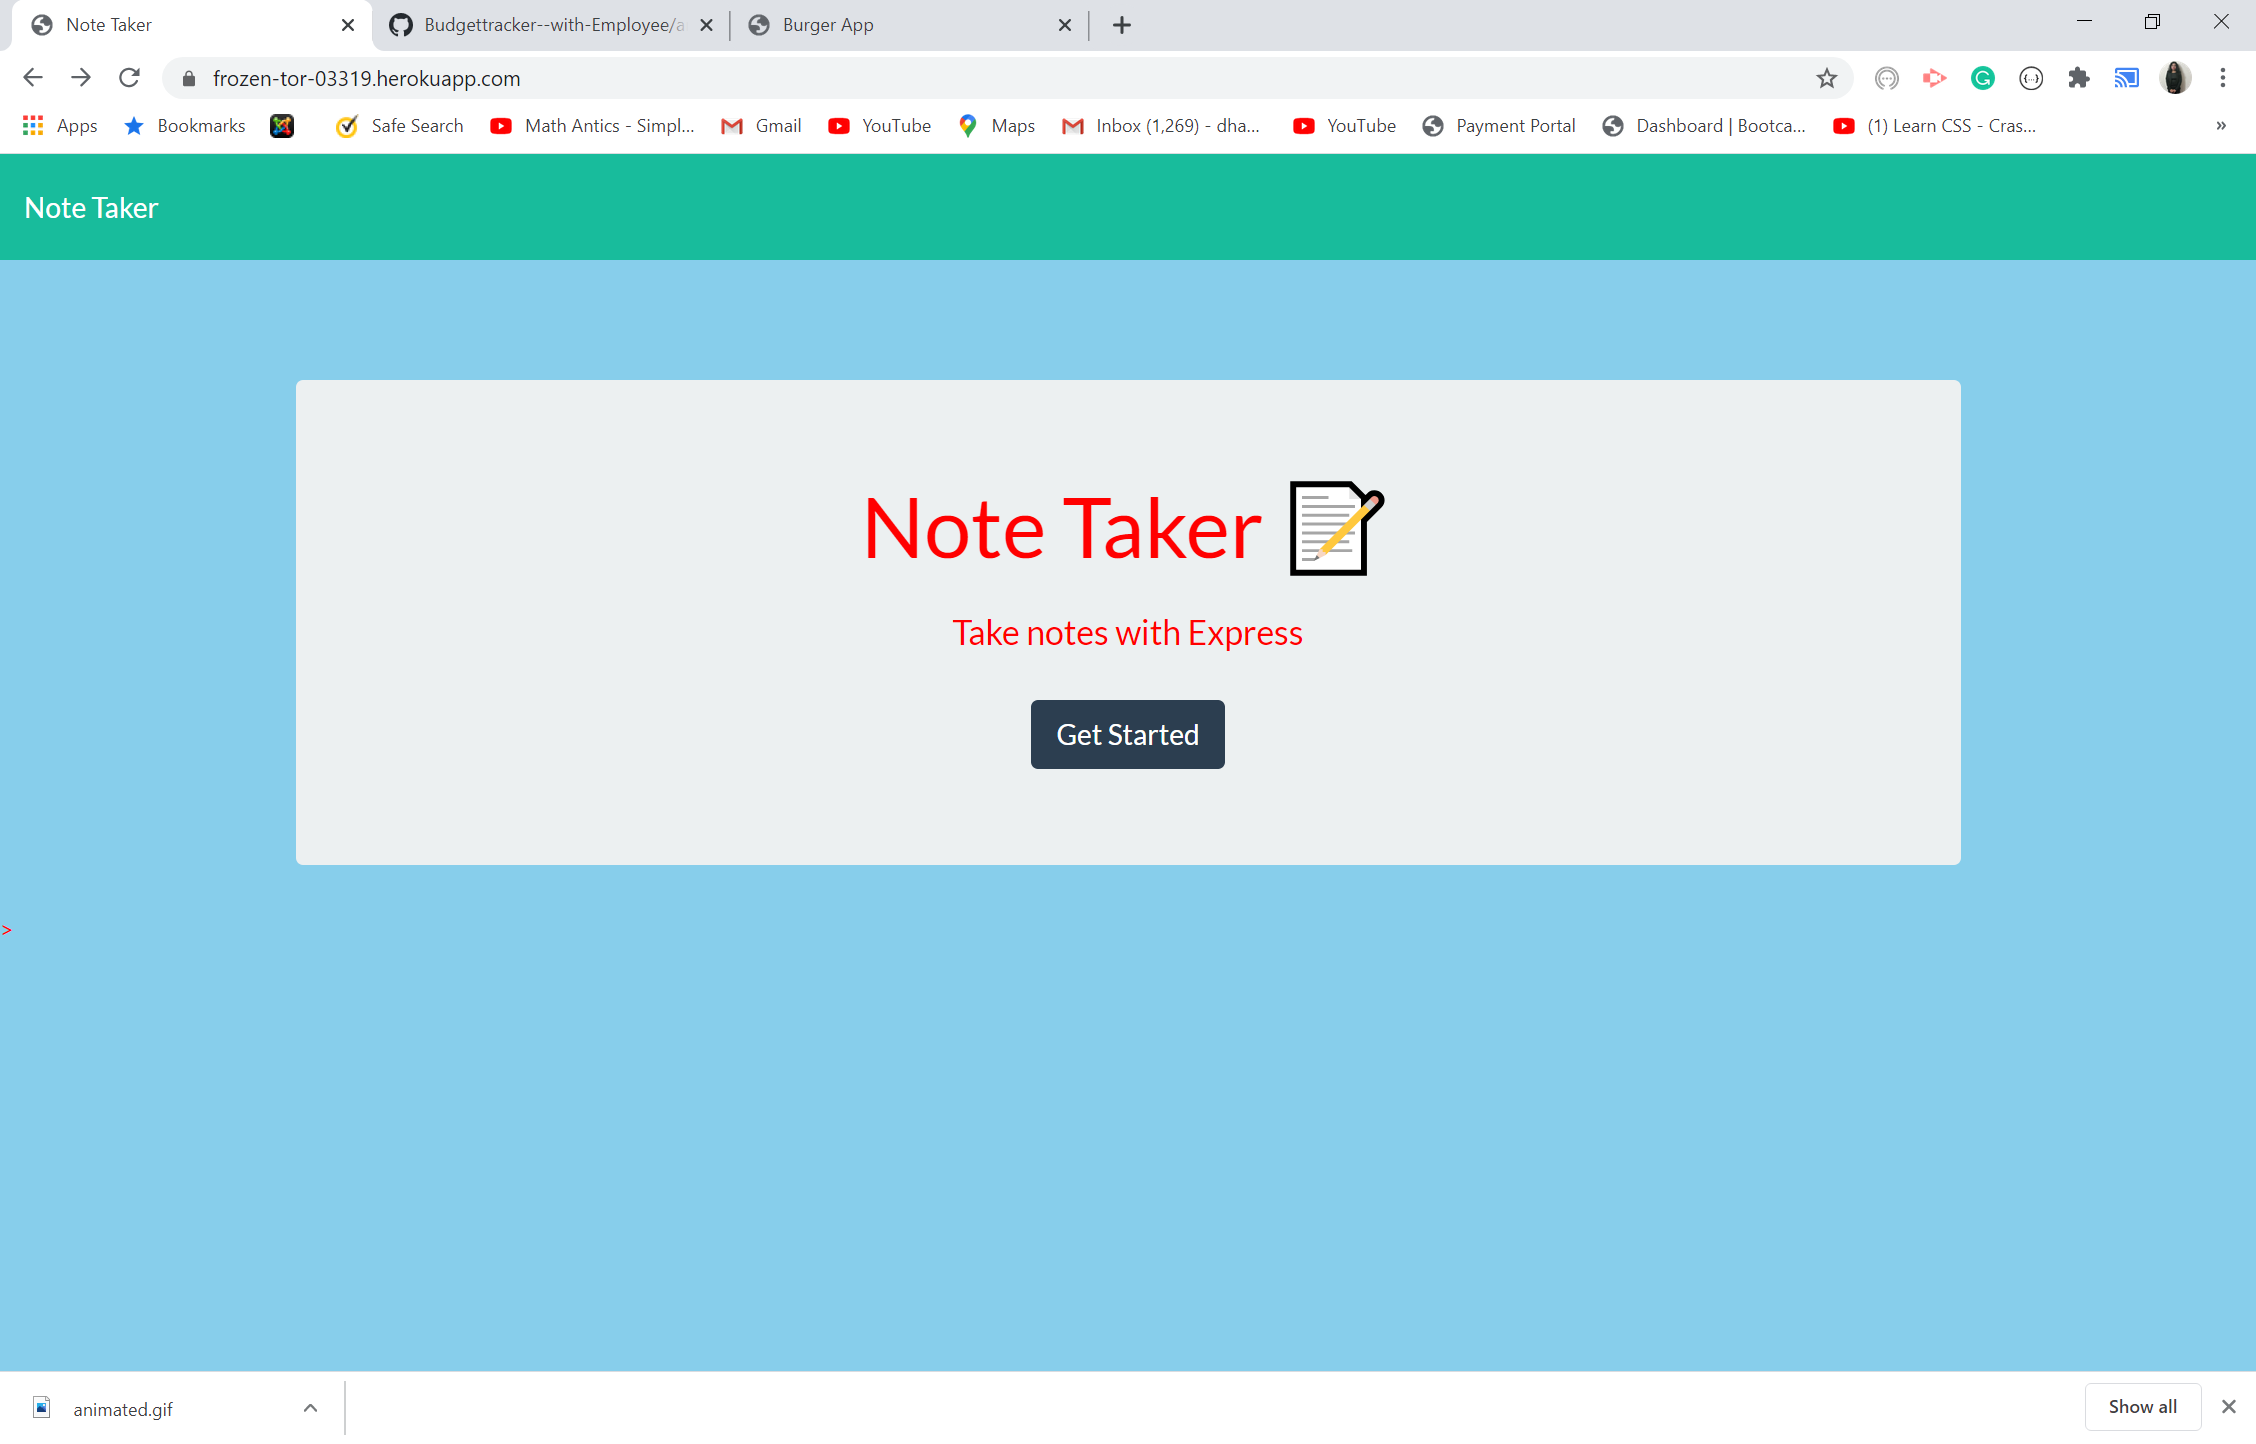 Note Taker
Budgettracker--with-Employee/a
Burger App
frozen-tor-03319.herokuapp.com
Apps
Bookmarks
Safe Search
Math Antics - Simpl...
Gmail
YouTube
Maps
Inbox (1,269) - dha...
YouTube
Payment Portal
Dashboard | Bootca...
(1) Learn CSS - Cras...
»
Note Taker
Note Taker
Take notes with Express
Get Started
>
animated.gif
Show all